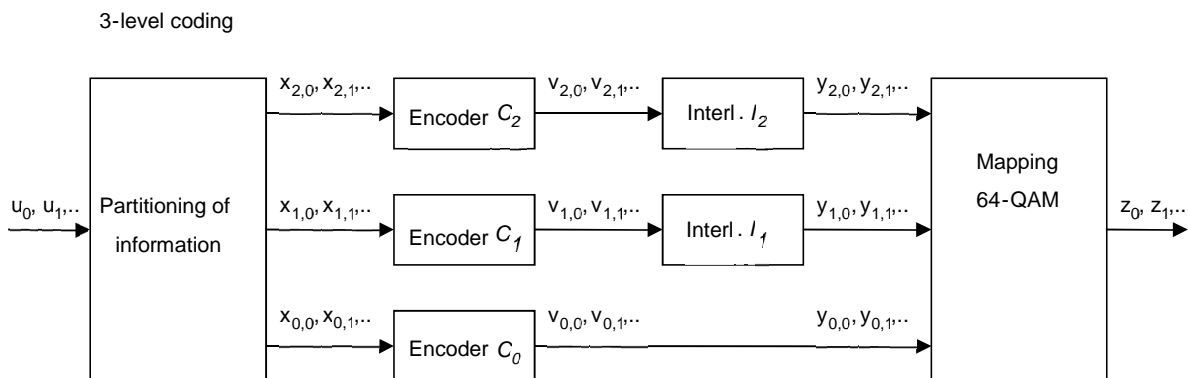 3-level coding
x2,0, x2,1,..
v2,0, v2,1,..
y2,0, y2,1,..
Encoder C2
Interl. I2
Mapping
64-QAM
u0, u1,..
Partitioning of
information
x1,0, x1,1,..
v1,0, v1,1,..
y1,0, y1,1,..
Encoder C1
Interl. I1
z0, z1,..
x0,0, x0,1,..
v0,0, v0,1,..
y0,0, y0,1,..
Encoder C0